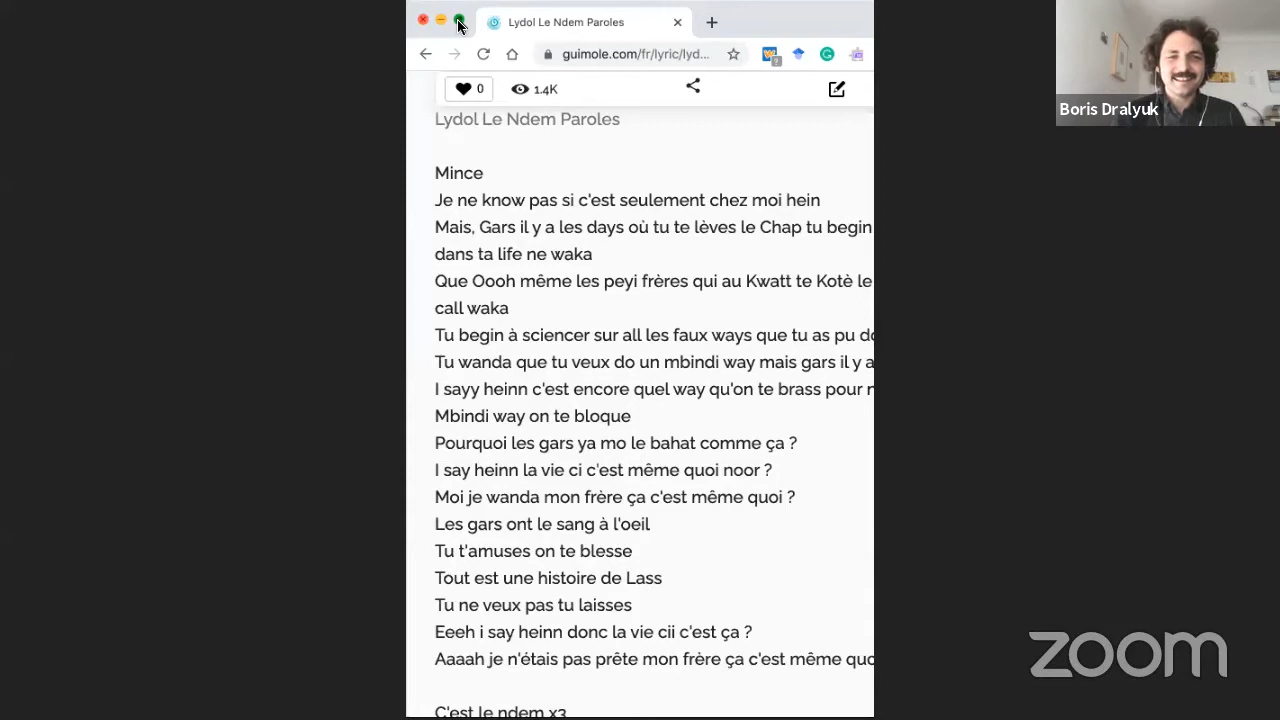 Lydol Le Ndem Paroles
guimole.com/fr/lyric/lyd...
0
1.4K
Lydol Le Ndem Paroles
Mince
Je ne know pas si c'est seulement chez moi hein
Mais, Gars il y a les days où tu te lèves le Chap tu begin
dans ta life ne waka
Que Oooh même les peyi frères qui au Kwatt te Kotè le
call waka
Tu begin à sciencer sur all les faux ways que tu as pu
Tu wanda que tu veux do un mbindi way mais gars il y a
I sayy heinn c'est encore quel way qu'on te brass pour
Mbindi way on te bloque
Pourquoi les gars ya mo le bahat comme ça ?
I say heinn la vie ci c'est même quoi noor ?
Moi je wanda mon frère ça c'est même quoi ?
Les gars ont le sang à l'oeil
Tu t'amuses on te blesse
Tout est une histoire de Lass
Tu ne veux pas tu laisses
Eeeh i say heinn donc la vie cii c'est ça ?
Aaaah je n'étais pas prête mon frère ça c'est même
C'est le ndem x3
Boris Dralyuk
zoom